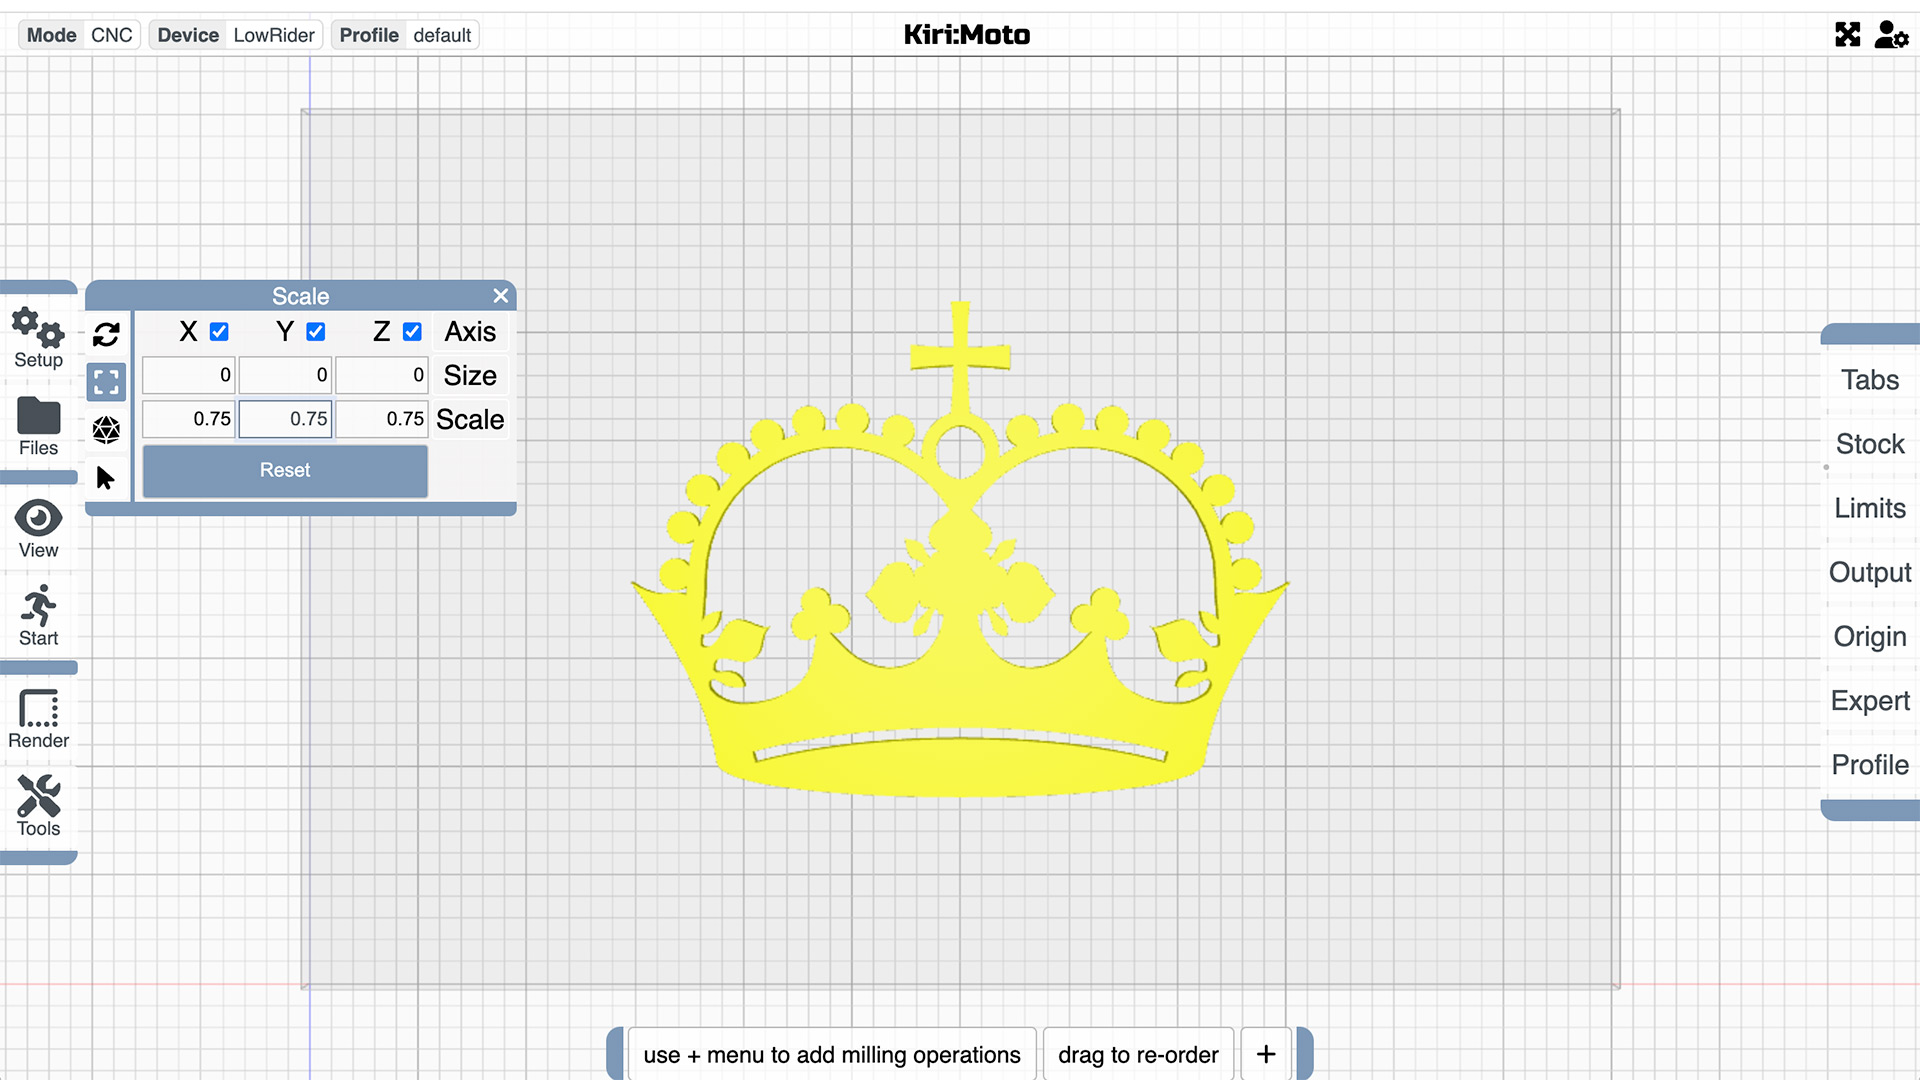 Mode CNC Device LowRider Profile default Kiri:Moto
Scale
X Y Z Axis
0 0 0 Size
0.75 0.75 0.75 Scale
Reset
Setup
Files
View
Start
Render
Tools
Tabs
Stock
Limits
Output
Origin
Expert
Profile
use + menu to add milling operations drag to re-order +